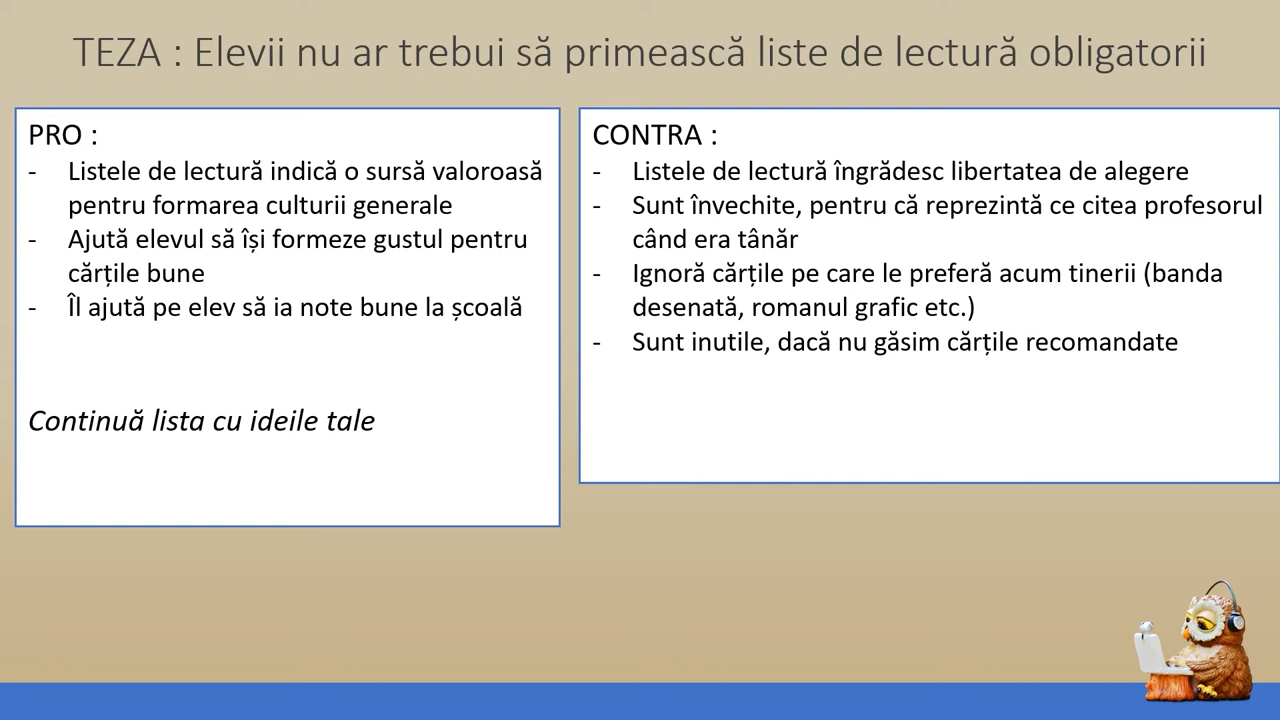 TEZA : Elevii nu ar trebui să primească liste de lectură obligatorii
PRO :
- Listele de lectură indică o sursă valoroasă
pentru formarea culturii generale
- Ajută elevul să își formeze gustul pentru
cărțile bune
- Îl ajută pe elev să ia note bune la școală
Continuă lista cu ideile tale
CONTRA :
- Listele de lectură îngrădesc libertatea de alegere
- Sunt învechite, pentru că reprezintă ce citea profesorul
când era tânăr
- Ignoră cărțile pe care le preferă acum tinerii (banda
desenată, romanul grafic etc.)
- Sunt inutile, dacă nu găsim cărțile recomandate